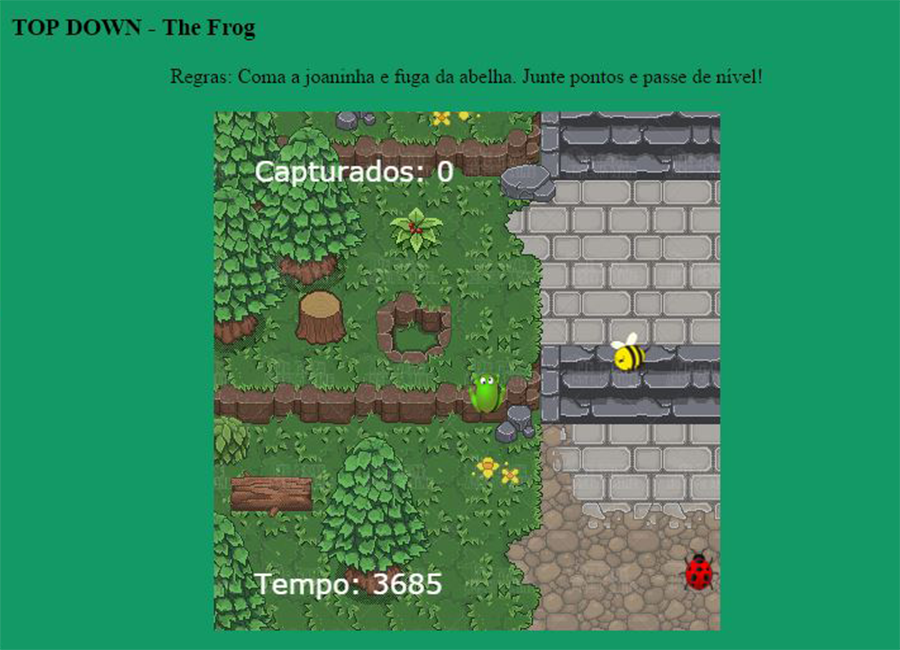 TOP DOWN - The Frog
Regras: Coma a joaninha e fuga da abelha. Junte pontos e passe de nível!
Capturados: 0
Tempo: 3685